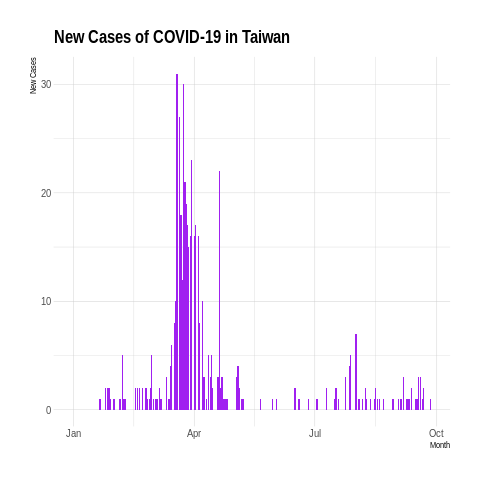 New Cases of COVID-19 in Taiwan
New Cases
30
20
10
0
Jan Apr Jul Oct
Month